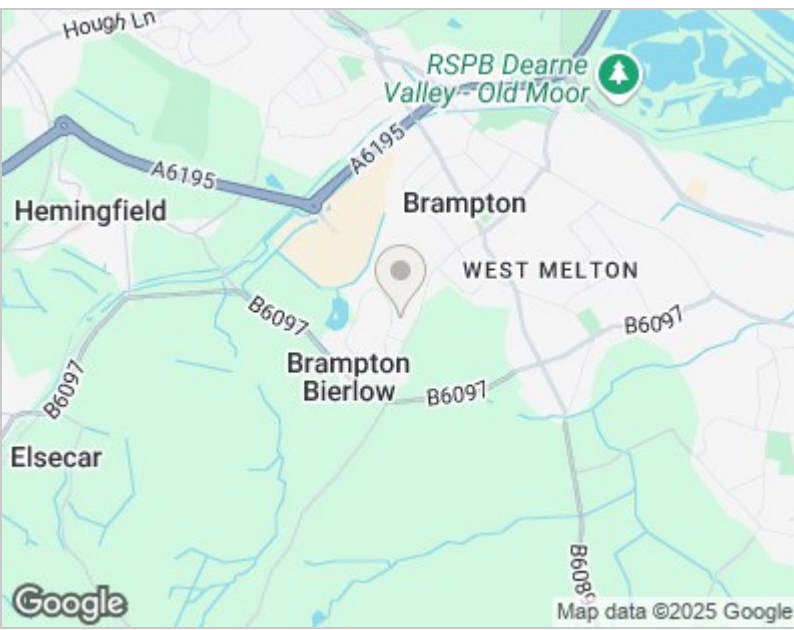 Hough Ln
RSPB Dearne
Valley - Old Moor
A6195
A6195
Hemingfield
Brampton
WEST MELTON
B6097
B6097
Brampton
Bierlow
B6097
B6097
Elsecar
B6089
Google
Map data ©2025 Google